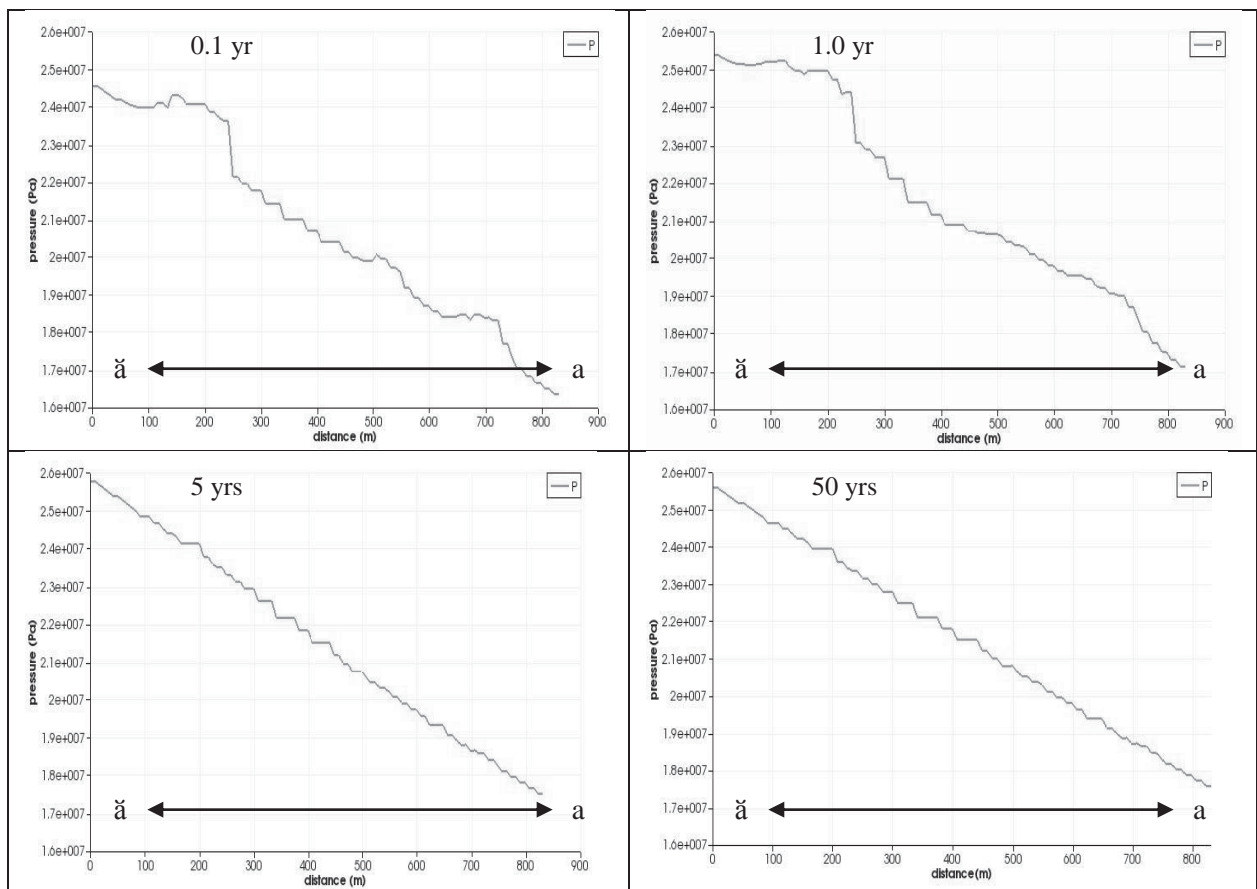 2.6e+007
2.5e+007
2.4e+007
2.3e+007
2.2e+007
2.1e+007
2e+007
1.9e+007
1.8e+007
1.7e+007
1.6e+007
pressure (Pa)
0.1 yr
P
ă
a
0 100 200 300 400 500 600 700 800 900
distance (m)
2.6e+007
2.5e+007
2.4e+007
2.3e+007
2.2e+007
2.1e+007
2e+007
1.9e+007
1.8e+007
1.7e+007
1.6e+007
pressure (Pa)
1.0 yr
P
ă
a
0 100 200 300 400 500 600 700 800 900
distance (m)
2.6e+007
2.5e+007
2.4e+007
2.3e+007
2.2e+007
2.1e+007
2e+007
1.9e+007
1.8e+007
1.7e+007
1.6e+007
pressure (Pa)
5 yrs
P
ă
a
0 100 200 300 400 500 600 700 800 900
distance (m)
2.6e+007
2.5e+007
2.4e+007
2.3e+007
2.2e+007
2.1e+007
2e+007
1.9e+007
1.8e+007
1.7e+007
1.6e+007
pressure (Pa)
50 yrs
P
ă
a
0 100 200 300 400 500 600 700 800
distance (m)